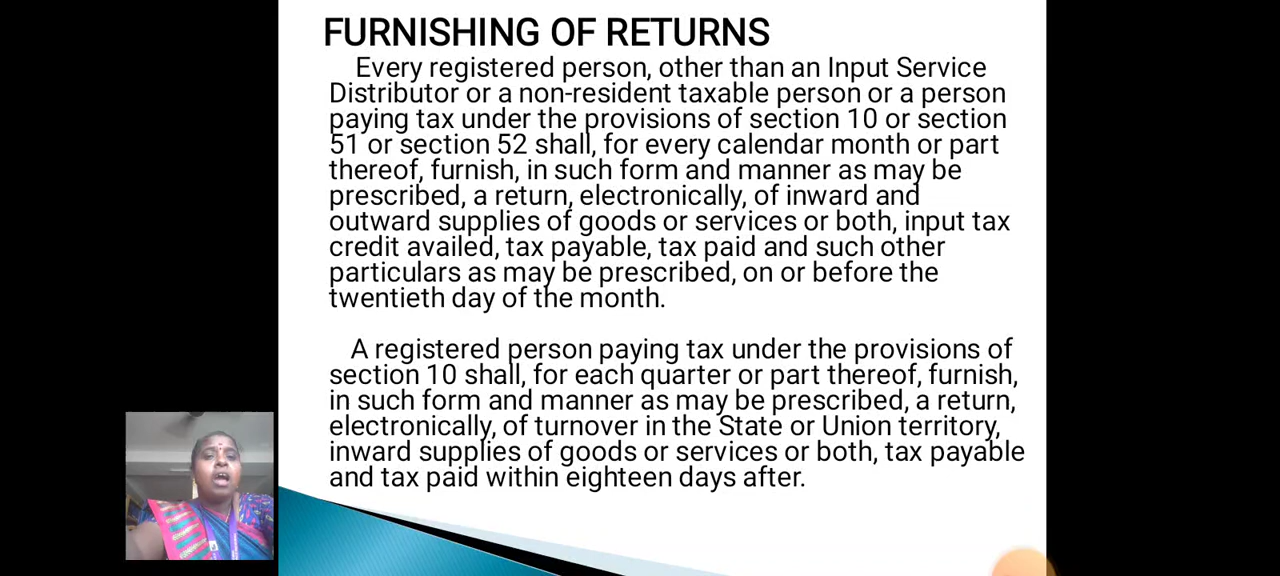 FURNISHING OF RETURNS
Every registered person, other than an Input Service
Distributor or a non-resident taxable person or a person
paying tax under the provisions of section 10 or section
51 or section 52 shall, for every calendar month or part
thereof, furnish, in such form and manner as may be
prescribed, a return, electronically, of inward and
outward supplies of goods or services or both, input tax
credit availed, tax payable, tax paid and such other
particulars as may be prescribed, on or before the
twentieth day of the month.
A registered person paying tax under the provisions of
section 10 shall, for each quarter or part thereof, furnish,
in such form and manner as may be prescribed, a return,
electronically, of turnover in the State or Union territory,
inward supplies of goods or services or both, tax payable
and tax paid within eighteen days after.